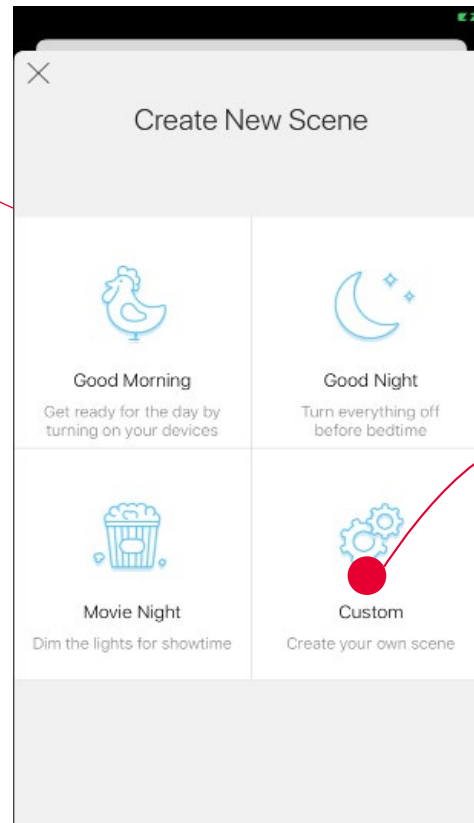 Create New Scene
Good Morning
Get ready for the day by
turning on your devices
Good Night
Turn everything off
before bedtime
Movie Night
Dim the lights for showtime
Custom
Create your own scene